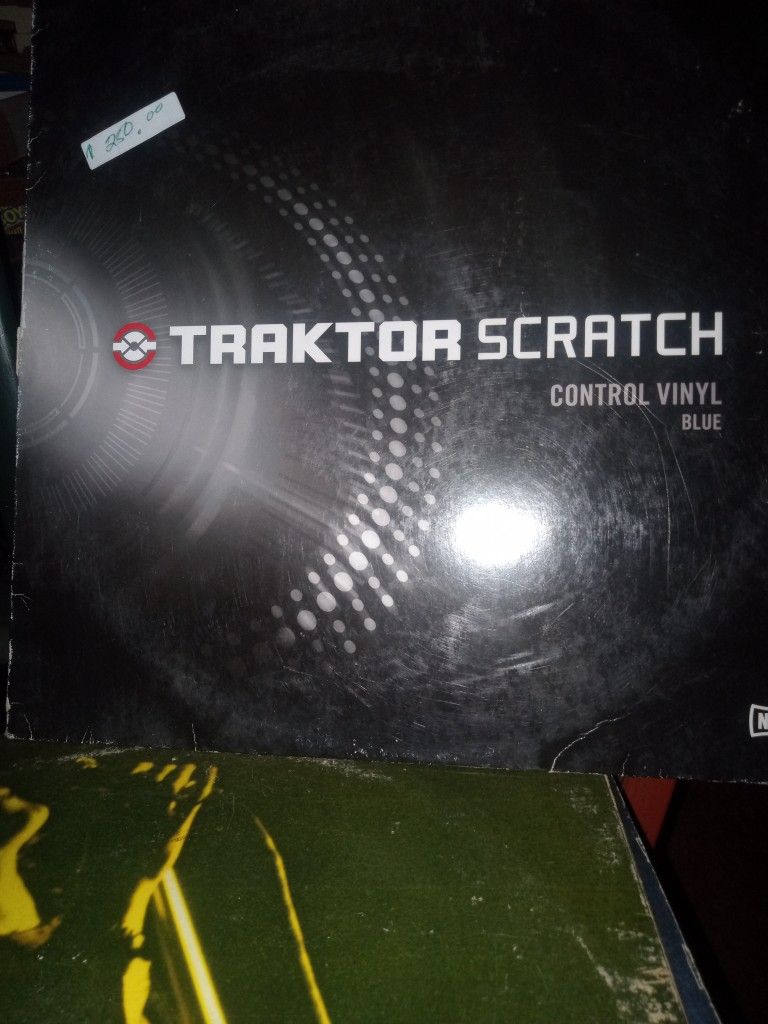 $ 250.00
TRAKTOR SCRATCH
CONTROL VINYL
BLUE
N